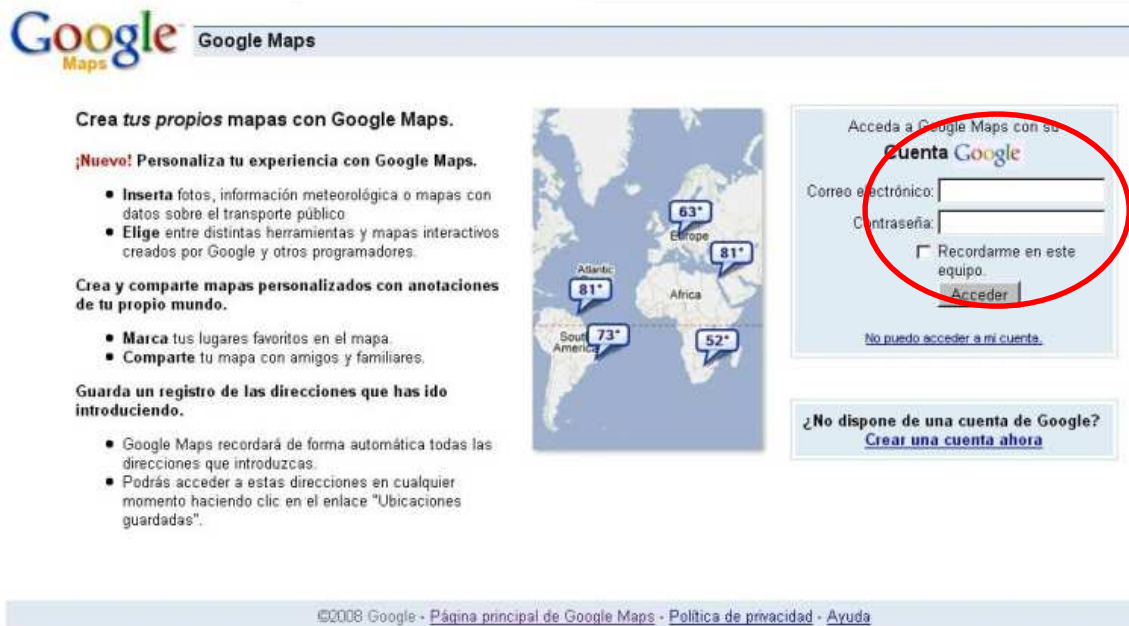 Google Maps
Google Maps
Crea tus propios mapas con Google Maps.
¡Nuevo! Personaliza tu experiencia con Google Maps.
• Inserta fotos, información meteorológica o mapas con
datos sobre el transporte público
• Elige entre distintas herramientas y mapas interactivos
creados por Google y otros programadores.
Crea y comparte mapas personalizados con anotaciones
de tu propio mundo.
• Marca tus lugares favoritos en el mapa.
• Comparte tu mapa con amigos y familiares.
Guarda un registro de las direcciones que has ido
introduciendo.
• Google Maps recordará de forma automática todas las
direcciones que introduzcas.
• Podrás acceder a estas direcciones en cualquier
momento haciendo clic en el enlace "Ubicaciones
guardadas".
63°
Europe
81°
Atlantic
81°
Africa
South
America
73°
52°
Acceda a Google Maps con su
Cuenta Google
Correo electrónico:
Contraseña:
Recordarme en este
equipo.
Acceder
No puedo acceder a mi cuenta.
¿No dispone de una cuenta de Google?
Crear una cuenta ahora
©2008 Google - Página principal de Google Maps - Política de privacidad - Ayuda